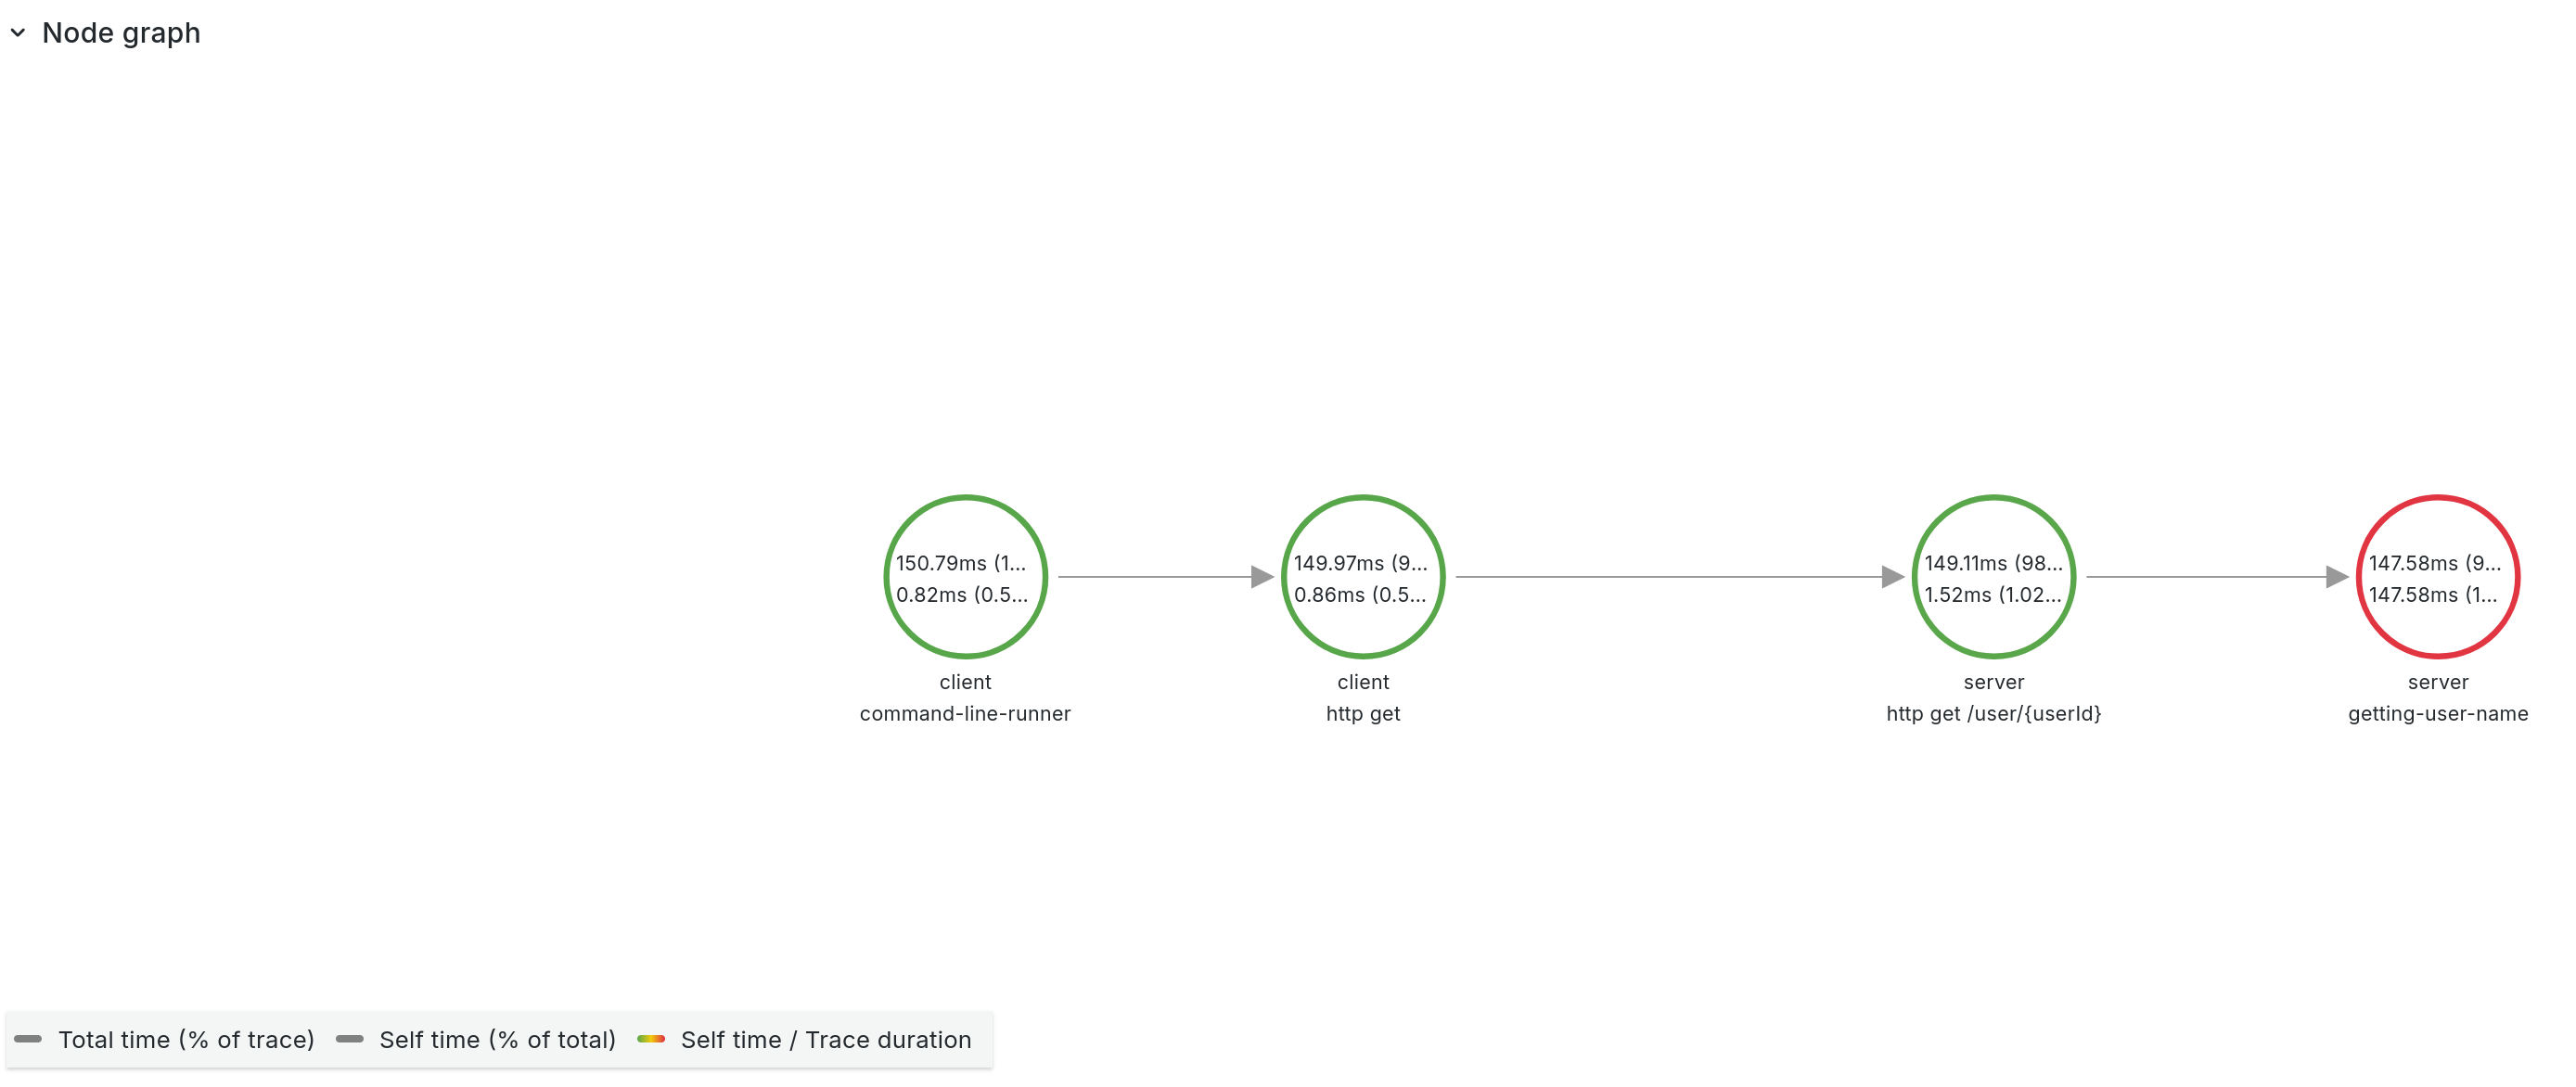 Node graph
150.79ms (1...
0.82ms (0.5...
client
command-line-runner
149.97ms (9...
0.86ms (0.5...
client
http get
149.11ms (98...
1.52ms (1.02...
server
http get /user/{userId}
147.58ms (9...
147.58ms (1...
server
getting-user-name
Total time (% of trace) Self time (% of total) Self time / Trace duration